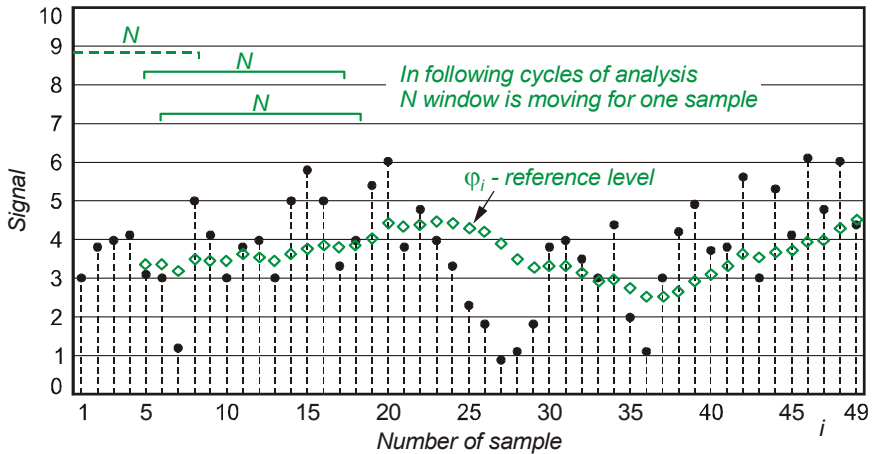 10
9
8
7
6
5
4
3
2
1
0
Signal
N
N
N
In following cycles of analysis
N window is moving for one sample
φi - reference level
1 5 10 15 20 25 30 35 40 45 49
Number of sample
i